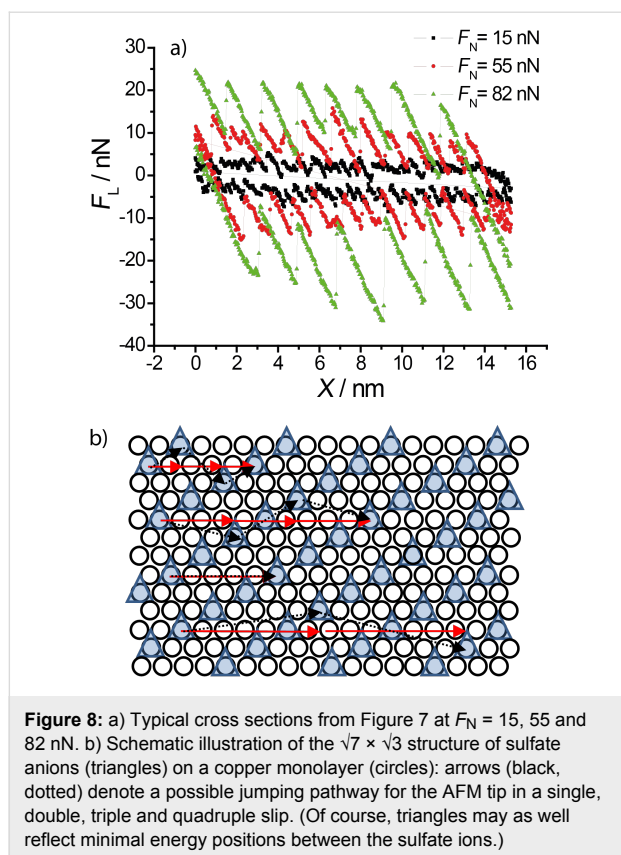 a)
F_N = 15 nN
F_N = 55 nN
F_N = 82 nN
30
20
10
0
-10
-20
-30
-40
F_L / nN
-2 0 2 4 6 8 10 12 14 16
X / nm
b)
Figure 8: a) Typical cross sections from Figure 7 at F_N = 15, 55 and
82 nN. b) Schematic illustration of the √7 × √3 structure of sulfate
anions (triangles) on a copper monolayer (circles): arrows (black,
dotted) denote a possible jumping pathway for the AFM tip in a single,
double, triple and quadruple slip. (Of course, triangles may as well
reflect minimal energy positions between the sulfate ions.)